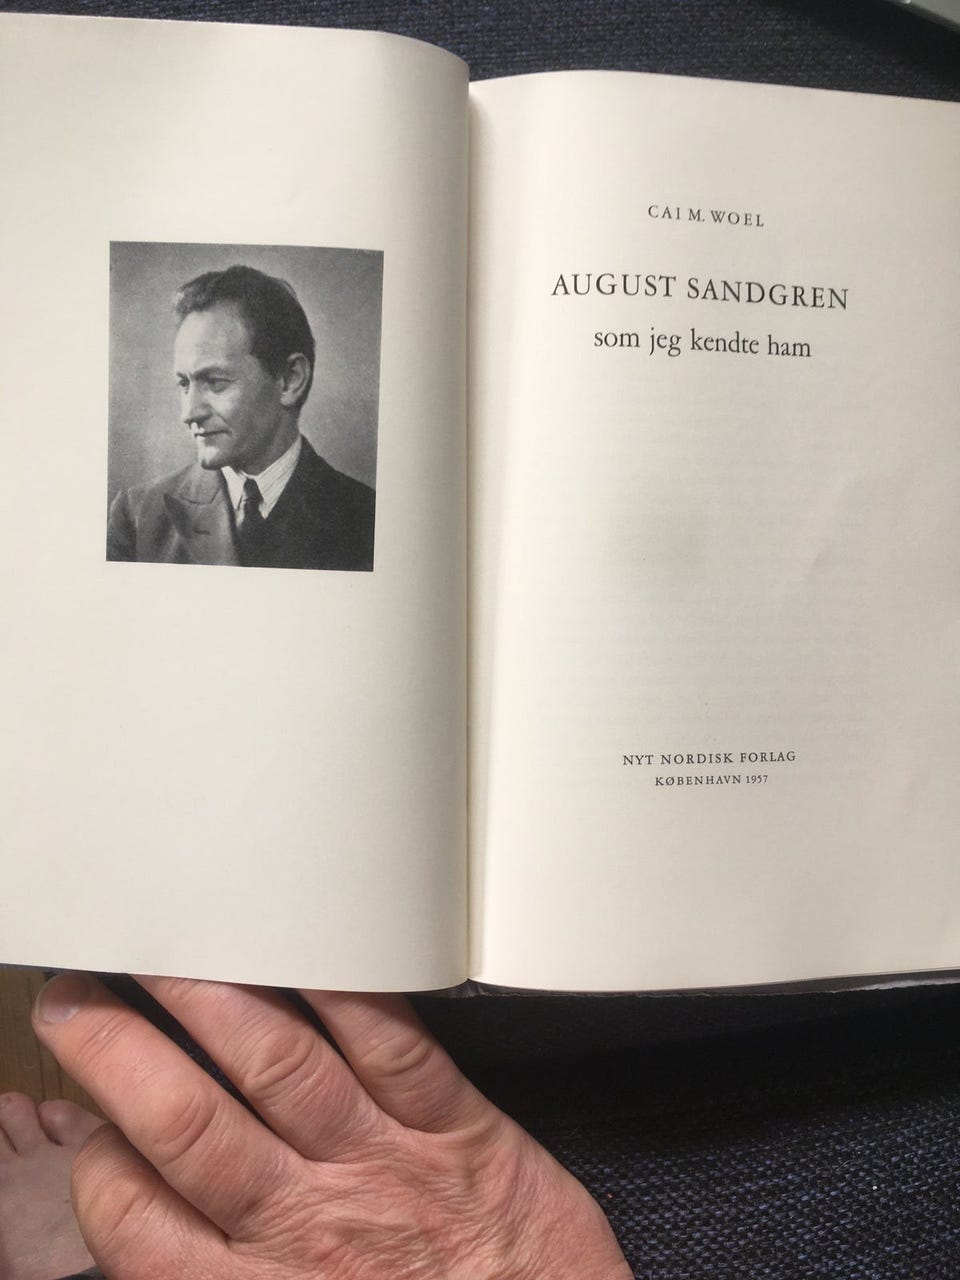 CAI M. WOEL
AUGUST SANDGREN
som jeg kendte ham
NYT NORDISK FORLAG
KØBENHAVN 1957